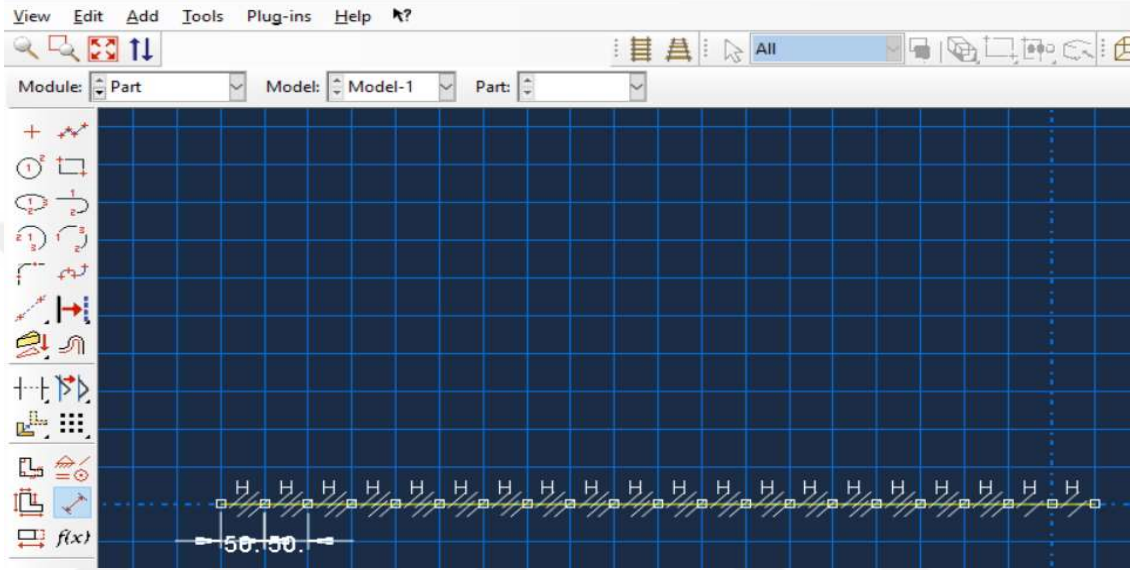 View Edit Add Tools Plug-ins Help ?
All
Module: Part Model: Model-1 Part:
H H H H H H H H H H H H H H H H H H H H
50. 50.
f(x)